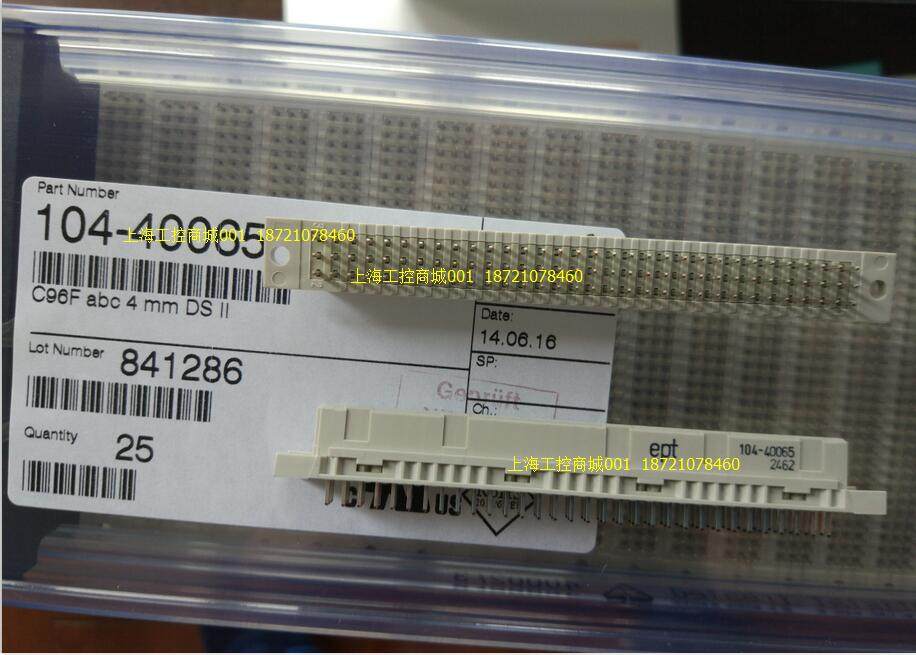 Part Number
104-40065
上海工控商城001 18721078460
上海工控商城001 18721078460
C96F abc 4 mm DS II
Date:
14.06.16
SP:
Lot Number
841286
Geprüft
Ch.:
Quantity
25
ept
104-40065
2462
上海工控商城001 18721078460
US